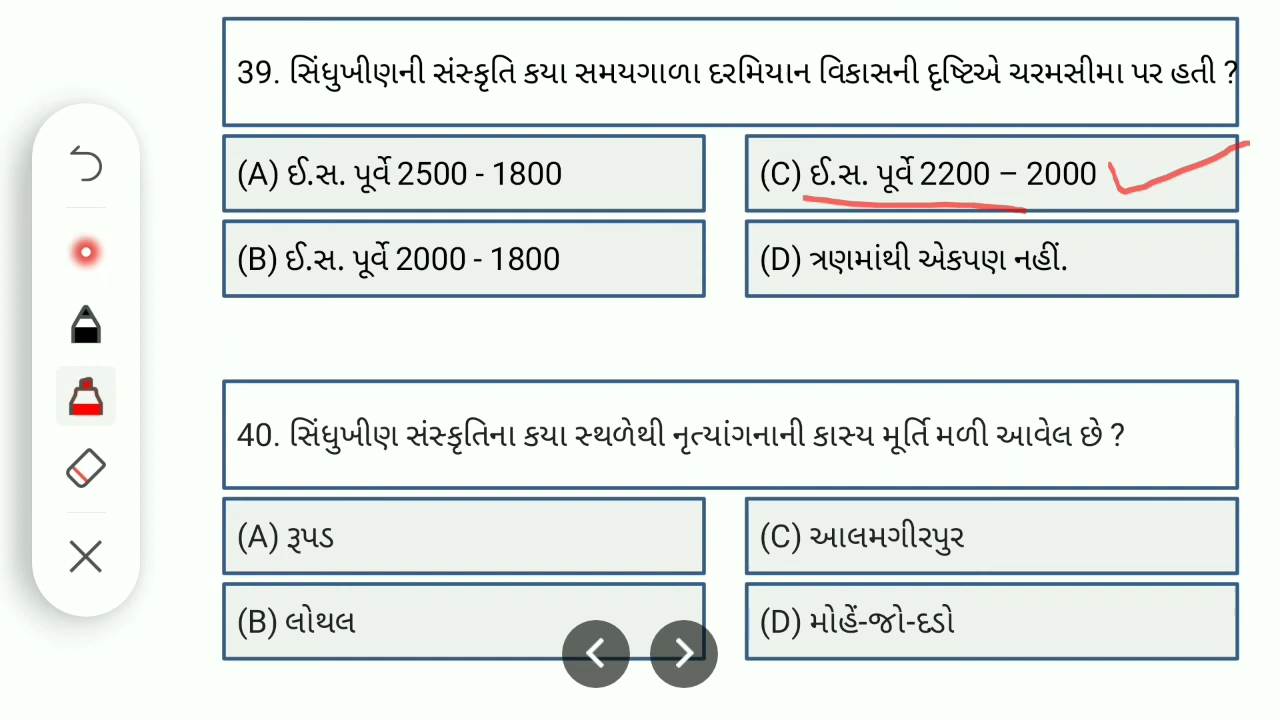 39. સિંધુખીણની સંસ્કૃતિ કયા સમયગાળા દરમિયાન વિકાસની દૃષ્ટિએ ચરમસીમા પર હતી ?
(A) ઈ.સ. પૂર્વે 2500 - 1800
(C) ઈ.સ. પૂર્વે 2200 – 2000
(B) ઈ.સ. પૂર્વે 2000 - 1800
(D) ત્રણમાંથી એકપણ નહીં.
40. સિંધુખીણ સંસ્કૃતિના કયા સ્થળેથી નૃત્યાંગનાની કાસ્ય મૂર્તિ મળી આવેલ છે ?
(A) રૂપડ
(C) આલમગીરપુર
(B) લોથલ
(D) મોહેં-જો-દડો